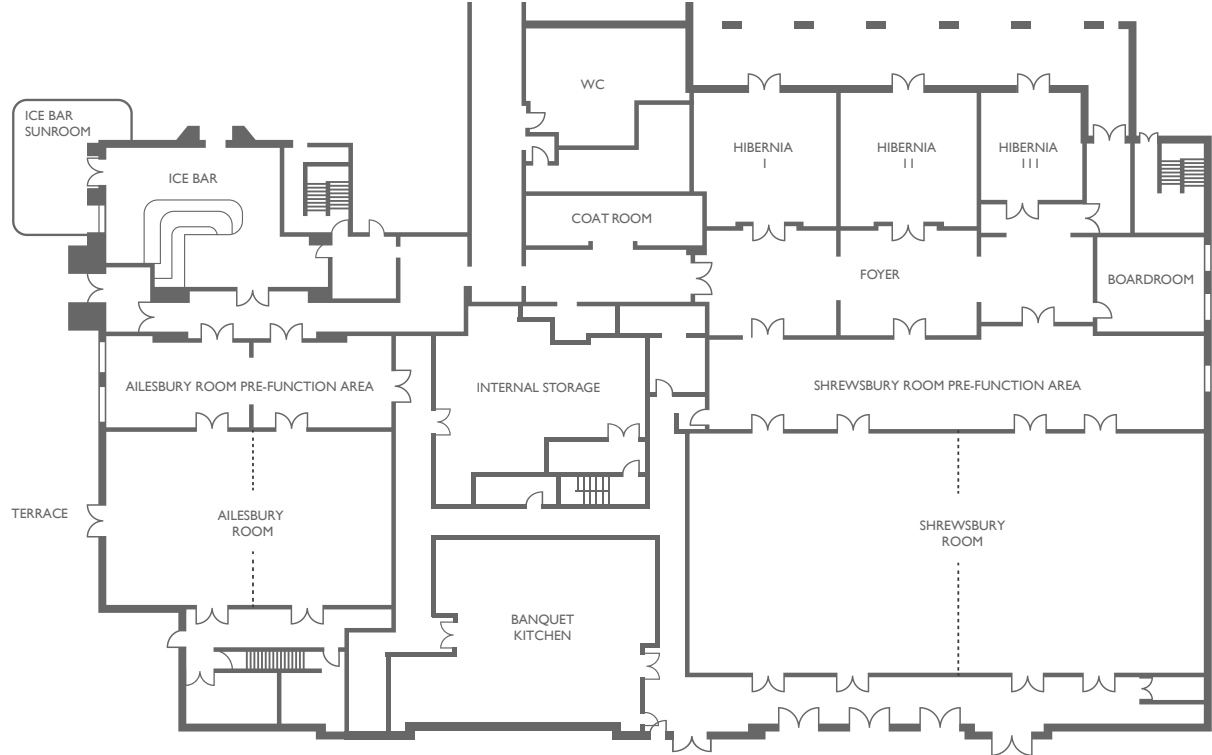 ICE BAR
SUNROOM
ICE BAR
WC
COAT ROOM
HIBERNIA
I
HIBERNIA
II
HIBERNIA
III
FOYER
BOARDROOM
AILESBURY ROOM PRE-FUNCTION AREA
INTERNAL STORAGE
SHREWSBURY ROOM PRE-FUNCTION AREA
TERRACE
AILESBURY
ROOM
SHREWSBURY
ROOM
BANQUET
KITCHEN